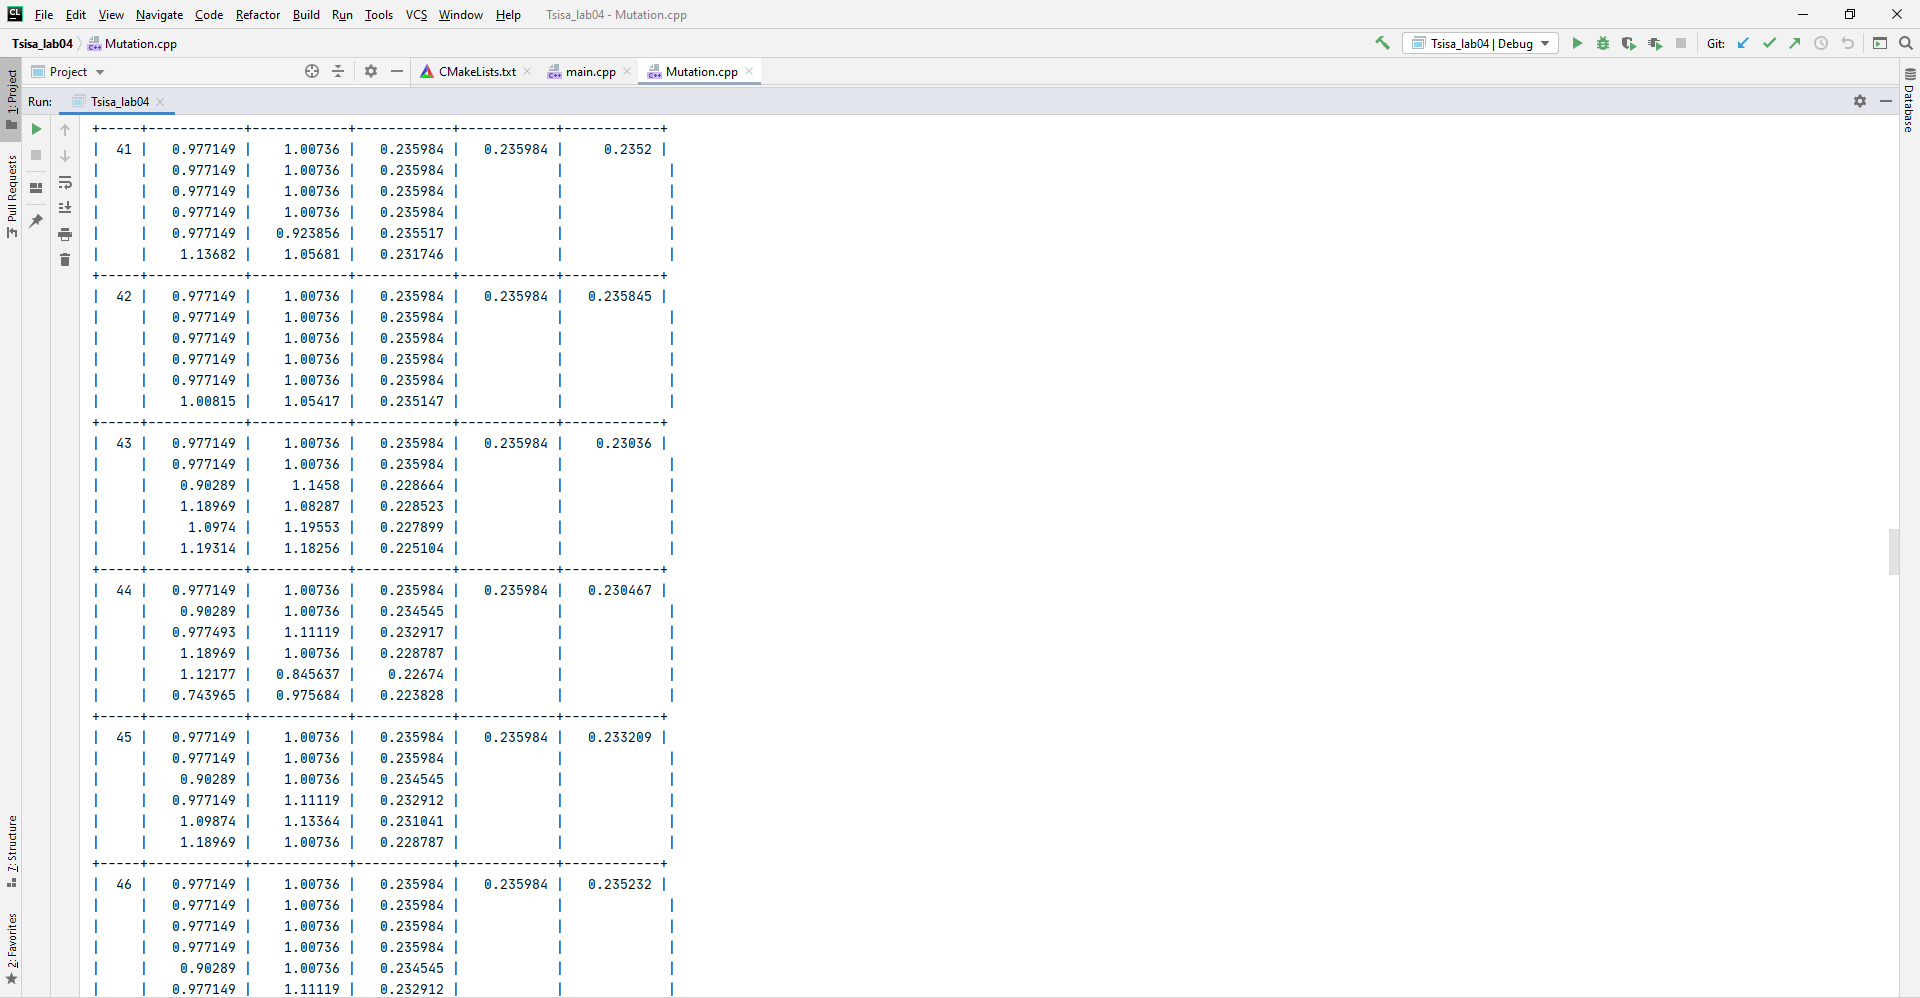 CL File Edit View Navigate Code Refactor Build Run Tools VCS Window Help Tsisa_lab04 - Mutation.cpp
Tsisa_lab04 Mutation.cpp Tsisa_lab04 | Debug Git:
Project CMakeLists.txt main.cpp Mutation.cpp
Run: Tsisa_lab04
1: Project
Pull Requests
7: Structure
2: Favorites
Database
+-----+------------+------------+------------+------------+------------+
| 41 | 0.977149 | 1.00736 | 0.235984 | 0.235984 | 0.2352 |
| | 0.977149 | 1.00736 | 0.235984 | | |
| | 0.977149 | 1.00736 | 0.235984 | | |
| | 0.977149 | 1.00736 | 0.235984 | | |
| | 0.977149 | 0.923856 | 0.235517 | | |
| | 1.13682 | 1.05681 | 0.231746 | | |
+-----+------------+------------+------------+------------+------------+
| 42 | 0.977149 | 1.00736 | 0.235984 | 0.235984 | 0.235845 |
| | 0.977149 | 1.00736 | 0.235984 | | |
| | 0.977149 | 1.00736 | 0.235984 | | |
| | 0.977149 | 1.00736 | 0.235984 | | |
| | 0.977149 | 1.00736 | 0.235984 | | |
| | 1.00815 | 1.05417 | 0.235147 | | |
+-----+------------+------------+------------+------------+------------+
| 43 | 0.977149 | 1.00736 | 0.235984 | 0.235984 | 0.23036 |
| | 0.977149 | 1.00736 | 0.235984 | | |
| | 0.90289 | 1.1458 | 0.228664 | | |
| | 1.18969 | 1.08287 | 0.228523 | | |
| | 1.0974 | 1.19553 | 0.227899 | | |
| | 1.19314 | 1.18256 | 0.225104 | | |
+-----+------------+------------+------------+------------+------------+
| 44 | 0.977149 | 1.00736 | 0.235984 | 0.235984 | 0.230467 |
| | 0.90289 | 1.00736 | 0.234545 | | |
| | 0.977493 | 1.11119 | 0.232917 | | |
| | 1.18969 | 1.00736 | 0.228787 | | |
| | 1.12177 | 0.845637 | 0.22674 | | |
| | 0.743965 | 0.975684 | 0.223828 | | |
+-----+------------+------------+------------+------------+------------+
| 45 | 0.977149 | 1.00736 | 0.235984 | 0.235984 | 0.233209 |
| | 0.977149 | 1.00736 | 0.235984 | | |
| | 0.90289 | 1.00736 | 0.234545 | | |
| | 0.977149 | 1.11119 | 0.232912 | | |
| | 1.09874 | 1.13364 | 0.231041 | | |
| | 1.18969 | 1.00736 | 0.228787 | | |
+-----+------------+------------+------------+------------+------------+
| 46 | 0.977149 | 1.00736 | 0.235984 | 0.235984 | 0.235232 |
| | 0.977149 | 1.00736 | 0.235984 | | |
| | 0.977149 | 1.00736 | 0.235984 | | |
| | 0.977149 | 1.00736 | 0.235984 | | |
| | 0.90289 | 1.00736 | 0.234545 | | |
| | 0.977149 | 1.11119 | 0.232912 | | |